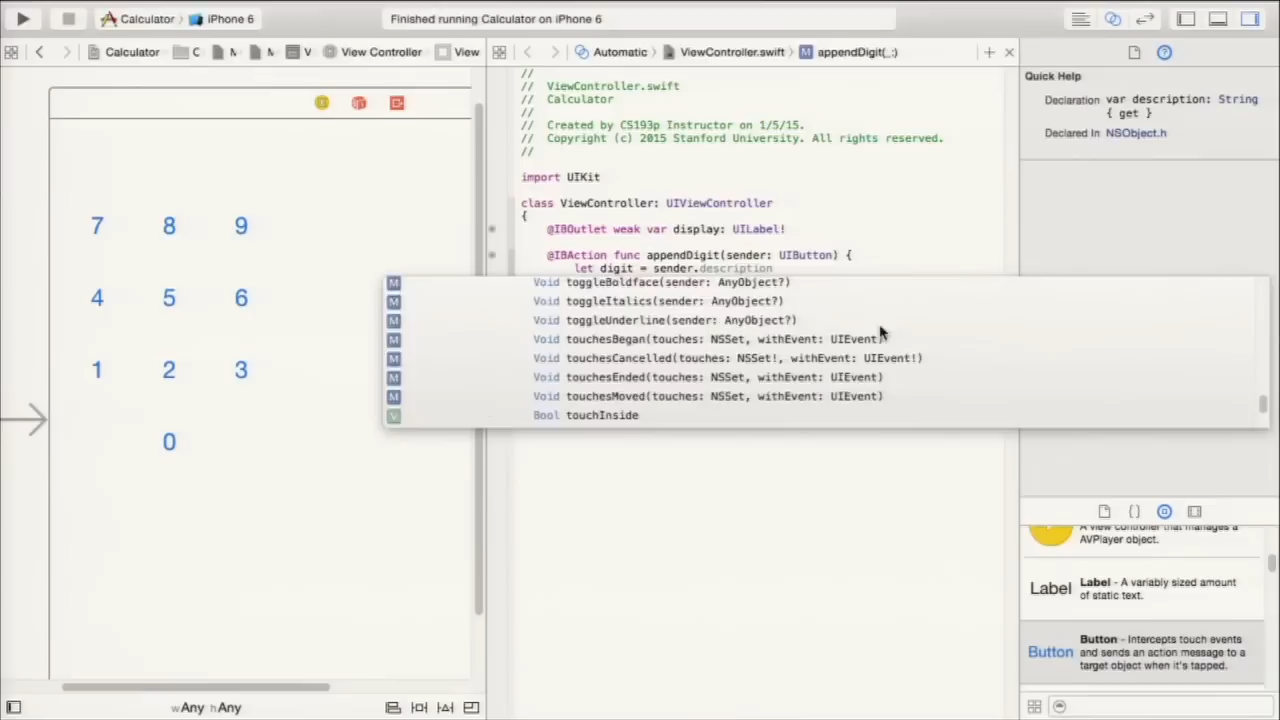 Calculator
iPhone 6
Finished running Calculator on iPhone 6
Calculator
C
M
M
V
View Controller
View
Automatic
ViewController.swift
M
appendDigit(_:)
Quick Help
Declaration var description: String
{ get }
Declared In NSObject.h
//
// ViewController.swift
// Calculator
//
// Created by CS193p Instructor on 1/5/15.
// Copyright (c) 2015 Stanford University. All rights reserved.
//
import UIKit
class ViewController: UIViewController
{
@IBOutlet weak var display: UILabel!
@IBAction func appendDigit(sender: UIButton) {
let digit = sender.description
7 8 9
4 5 6
1 2 3
0
M Void toggleBoldface(sender: AnyObject?)
M Void toggleItalics(sender: AnyObject?)
M Void toggleUnderline(sender: AnyObject?)
M Void touchesBegan(touches: NSSet, withEvent: UIEvent)
M Void touchesCancelled(touches: NSSet!, withEvent: UIEvent!)
M Void touchesEnded(touches: NSSet, withEvent: UIEvent)
M Void touchesMoved(touches: NSSet, withEvent: UIEvent)
V Bool touchInside
A view controller that manages a
AVPlayer object.
Label
Label - A variably sized amount
of static text.
Button
Button - Intercepts touch events
and sends an action message to a
target object when it's tapped.
wAny hAny